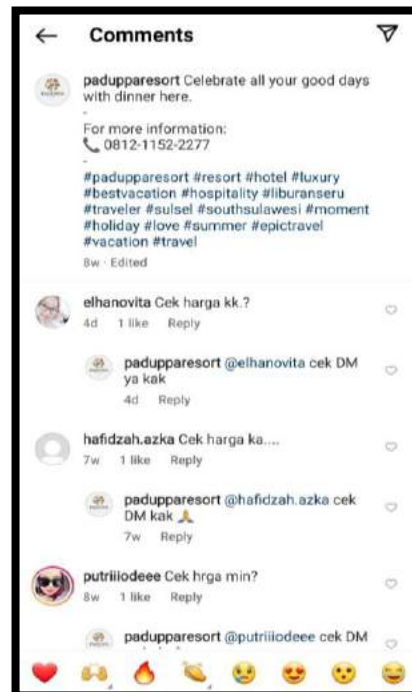 Comments
padupparesort Celebrate all your good days
with dinner here.
-
For more information:
📞 0812-1152-2277
-
#padupparesort #resort #hotel #luxury
#bestvacation #hospitality #liburanseru
#traveler #sulsel #southsulawesi #moment
#holiday #love #summer #epictravel
#vacation #travel
8w · Edited
elhanovita Cek harga kk.?
4d 1 like Reply
padupparesort @elhanovita cek DM
ya kak
4d Reply
hafidzah.azka Cek harga ka....
7w 1 like Reply
padupparesort @hafidzah.azka cek
DM kak 🙏
7w Reply
putriiiodeee Cek hrga min?
8w 1 like Reply
padupparesort @putriiiodeee cek DM